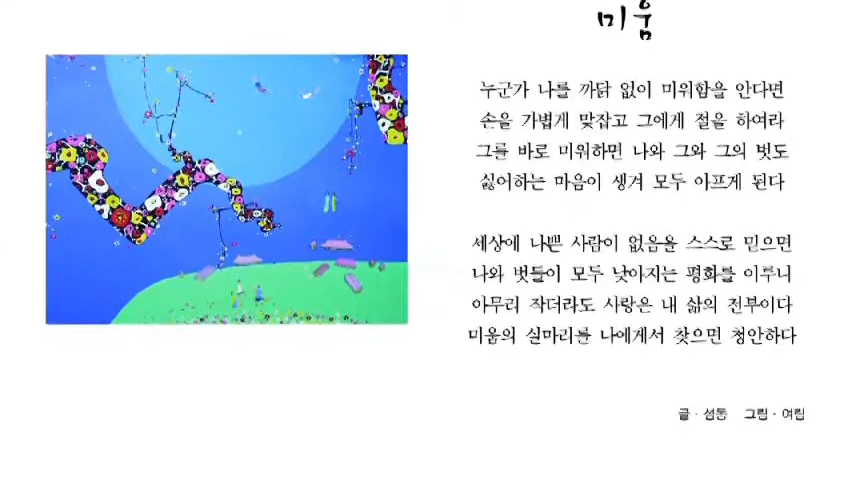 미움
누군가 나를 까닭 없이 미워함을 안다면
손을 가볍게 맞잡고 그에게 절을 하여라
그를 바로 미워하면 나와 그와 그의 벗도
싫어하는 마음이 생겨 모두 아프게 된다
세상에 나쁜 사람이 없음을 스스로 믿으면
나와 벗들이 모두 낮아지는 평화를 이루니
아무리 작더라도 사랑은 내 삶의 전부이다
미움의 실마리를 나에게서 찾으면 청안하다
글 · 섬동 그림 · 여립